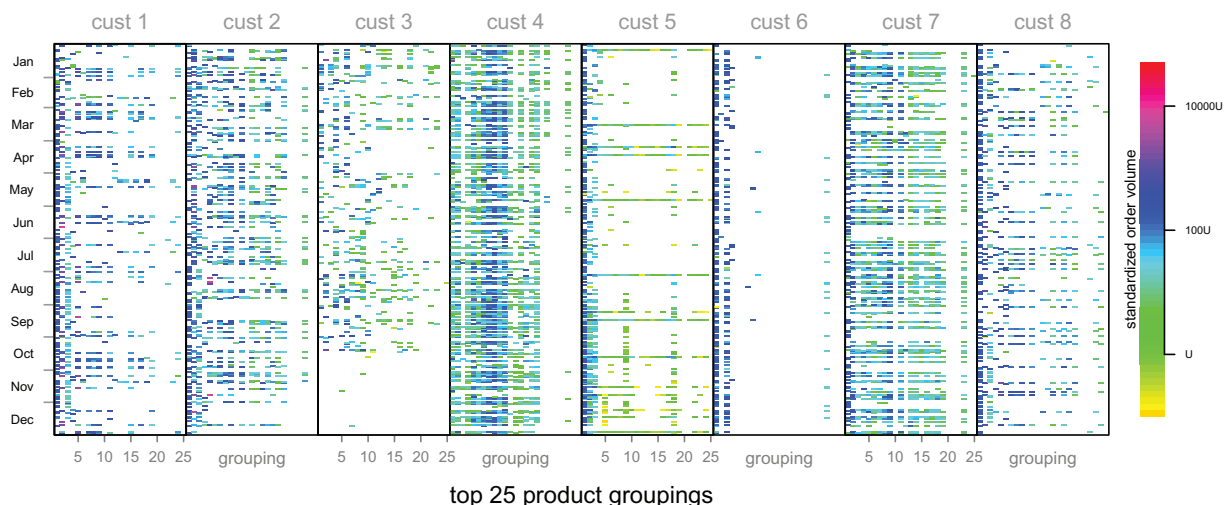 cust 1 cust 2 cust 3 cust 4 cust 5 cust 6 cust 7 cust 8
Jan
Feb
Mar
Apr
May
Jun
Jul
Aug
Sep
Oct
Nov
Dec
5 10 15 20 25 grouping 5 10 15 20 25 grouping 5 10 15 20 25 grouping 5 10 15 20 25 grouping
top 25 product groupings
standardized order volume
10000U
100U
U